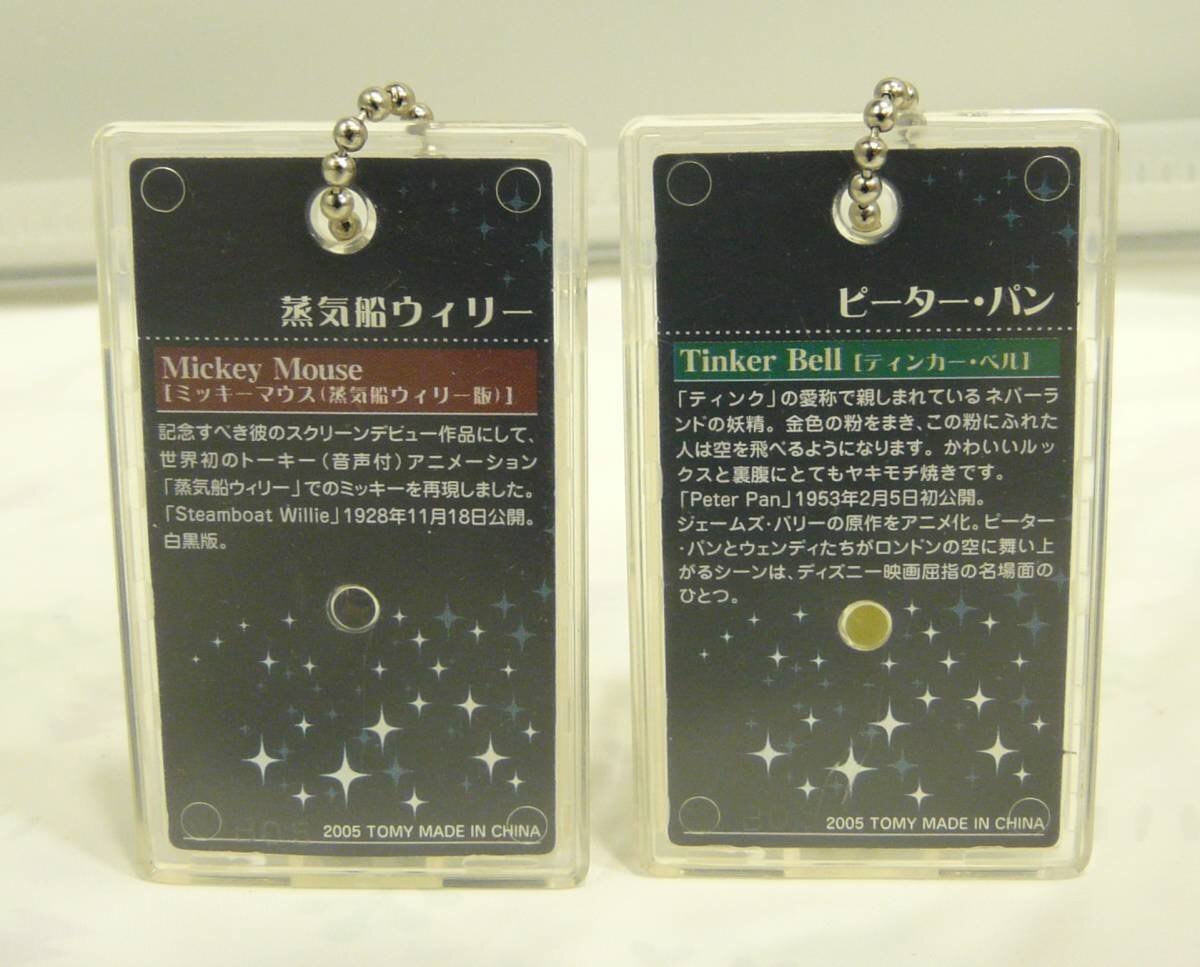 蒸気船ウィリー
Mickey Mouse
[ミッキーマウス(蒸気船ウィリー版)]
記念すべき彼のスクリーンデビュー作品にして、
世界初のトーキー(音声付)アニメーション
「蒸気船ウィリー」でのミッキーを再現しました。
「Steamboat Willie」1928年11月18日公開。
白黒版。
2005 TOMY MADE IN CHINA
ピーター・パン
Tinker Bell [ティンカー・ベル]
「ティンク」の愛称で親しまれているネバーラ
ンドの妖精。金色の粉をまき、この粉にふれた
人は空を飛べるようになります。かわいいルッ
クスと裏腹にとてもヤキモチ焼きです。
「Peter Pan」1953年2月5日初公開。
ジェームズ・バリーの原作をアニメ化。ピーター
・パンとウェンディたちがロンドンの空に舞い上
がるシーンは、ディズニー映画屈指の名場面の
ひとつ。
2005 TOMY MADE IN CHINA